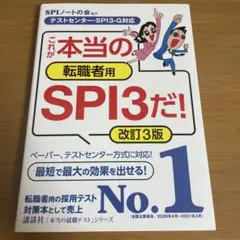 SPIノートの会 編著
テストセンター・SPI3-G対応
これが
本当の
転職者用
SPI3だ!
改訂3版
ペーパー、テストセンター方式に対応!
最短で最大の効果を出せる!
転職者用の採用テスト
対策本として売上
No.1
講談社「本当の就職テスト」シリーズ